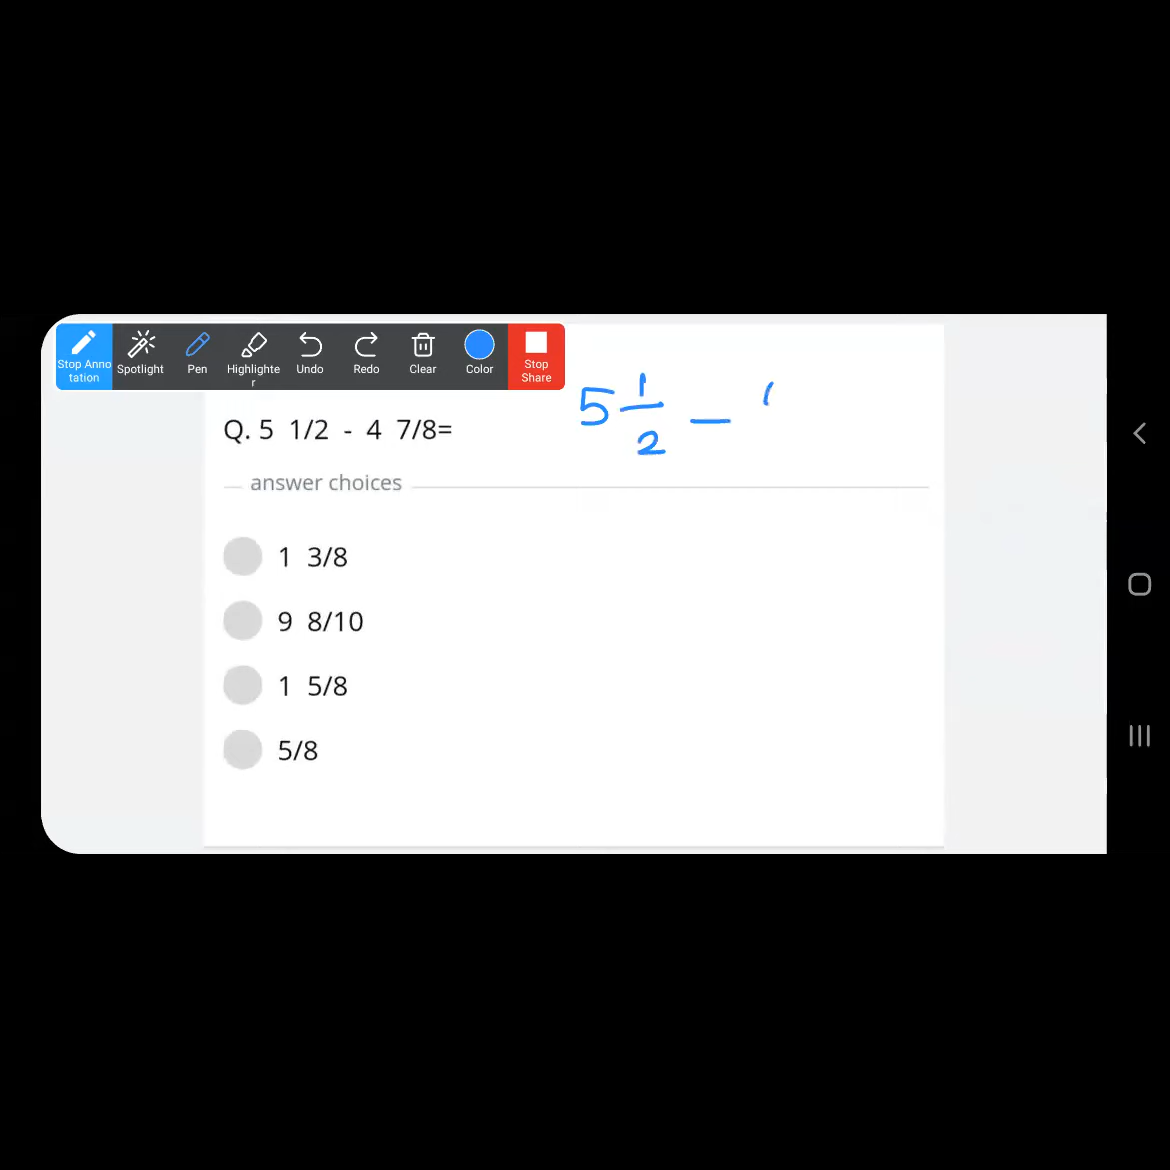 Stop Anno
tation
Spotlight
Pen
Highlighte
r
Undo
Redo
Clear
Color
Stop
Share
5 1/2 -
Q. 5 1/2 - 4 7/8=
answer choices
1 3/8
9 8/10
1 5/8
5/8